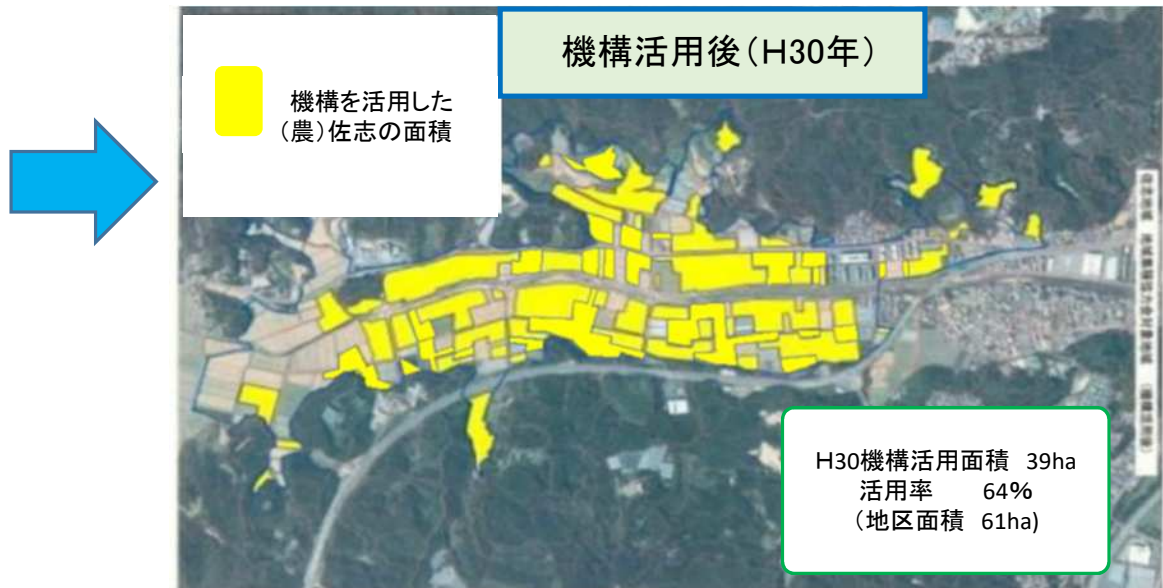 機構活用後(H30年)
機構を活用した
(農)佐志の面積
H30機構活用面積 39ha
活用率 64%
(地区面積 61ha)